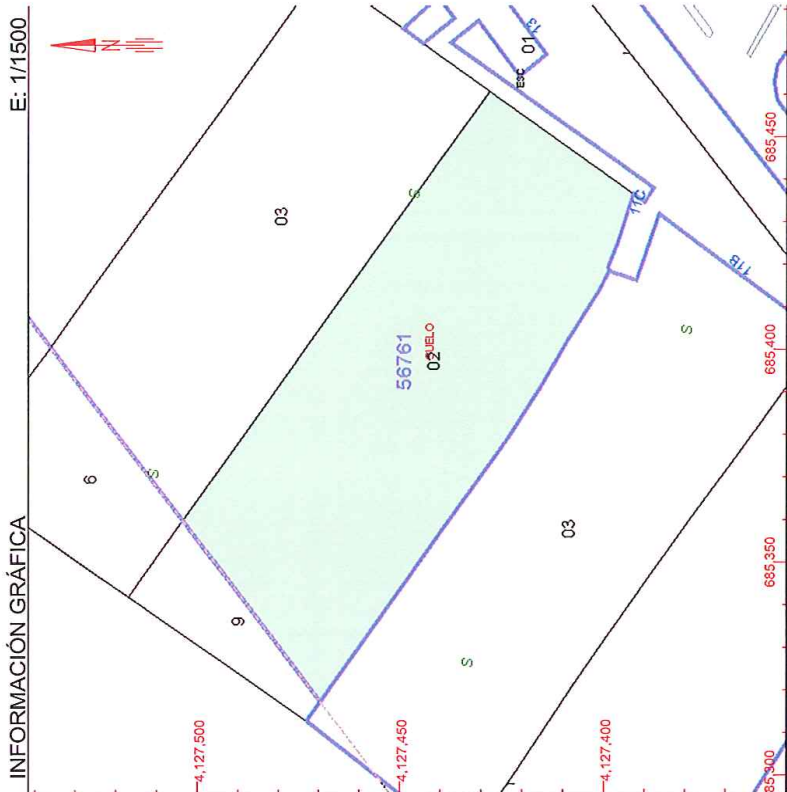 INFORMACIÓN GRÁFICA
E: 1/1500
N
6
S
9
03
S
56761
SUELO
02
ESC
01
13
11C
11B
S
03
S
4,127,500
4,127,450
4,127,400
685,300
685,350
685,400
685,450